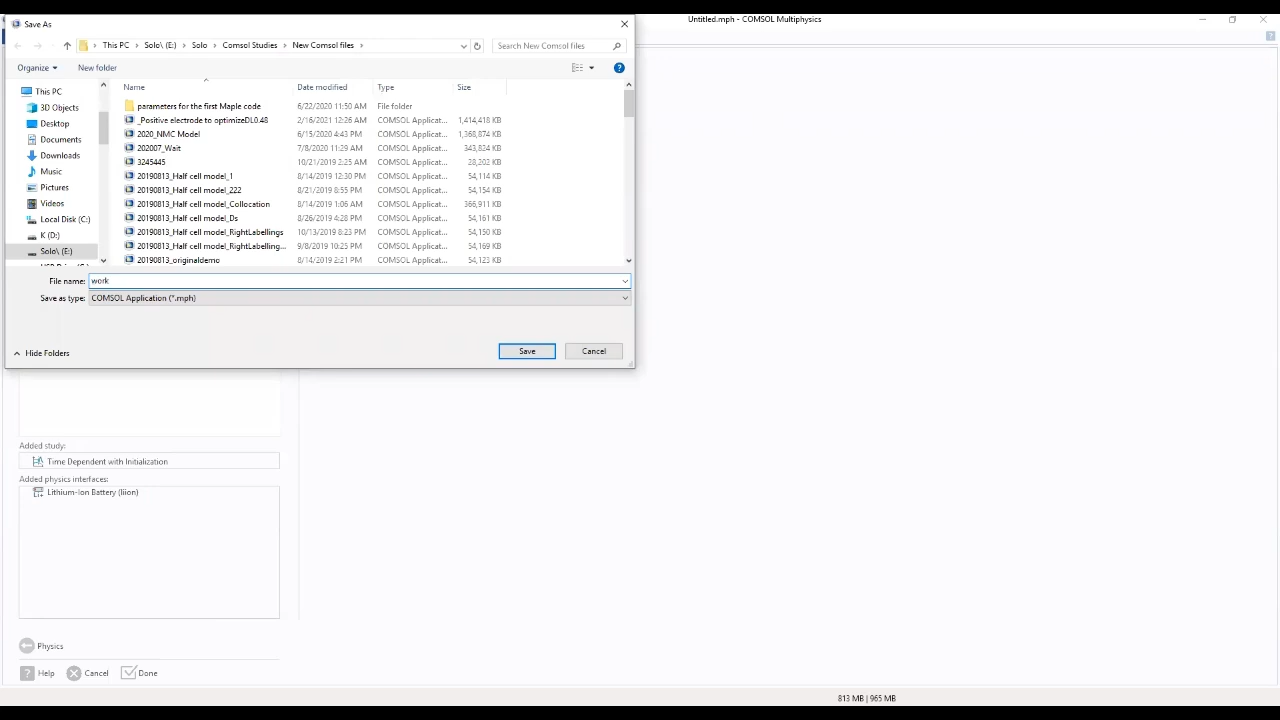 Save As
Untitled.mph - COMSOL Multiphysics
This PC
Solo\ (E:)
Solo
Comsol Studies
New Comsol files
Search New Comsol files
Organize
New folder
Name
Date modified
Type
Size
This PC
3D Objects
Desktop
Documents
Downloads
Music
Pictures
Videos
Local Disk (C:)
K (D:)
Solo\ (E:)
parameters for the first Maple code 6/22/2020 11:50 AM File folder
_Positive electrode to optimizeDL0.48 2/16/2021 12:26 AM COMSOL Applicat... 1,414,418 KB
2020_NMC Model 6/15/2020 4:43 PM COMSOL Applicat... 1,368,874 KB
202007_Wait 7/8/2020 11:29 AM COMSOL Applicat... 343,824 KB
3245445 10/21/2019 2:25 AM COMSOL Applicat... 28,202 KB
20190813_Half cell model_1 8/14/2019 12:30 PM COMSOL Applicat... 54,114 KB
20190813_Half cell model_222 8/21/2019 8:55 PM COMSOL Applicat... 54,154 KB
20190813_Half cell model_Collocation 8/14/2019 1:06 AM COMSOL Applicat... 366,911 KB
20190813_Half cell model_Ds 8/26/2019 4:28 PM COMSOL Applicat... 54,161 KB
20190813_Half cell model_RightLabellings 10/13/2019 8:23 PM COMSOL Applicat... 54,150 KB
20190813_Half cell model_RightLabelling... 9/8/2019 10:25 PM COMSOL Applicat... 54,169 KB
20190813_originaldemo 8/14/2019 2:21 PM COMSOL Applicat... 54,123 KB
File name: work
Save as type: COMSOL Application (*.mph)
Hide Folders
Save
Cancel
Added study:
Time Dependent with Initialization
Added physics interfaces:
Lithium-Ion Battery (liion)
Physics
Help
Cancel
Done
813 MB | 965 MB